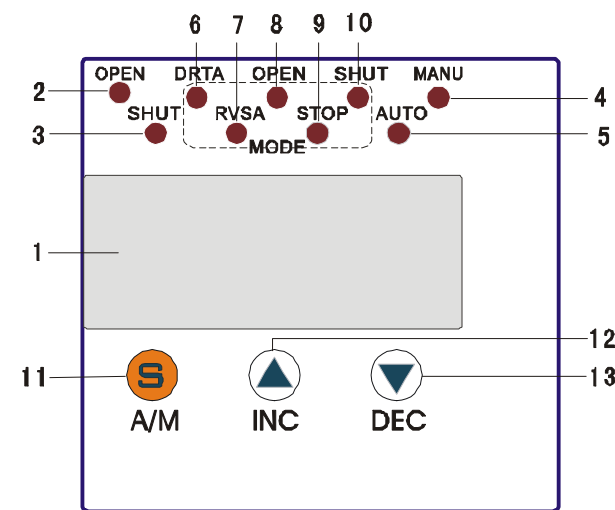 6 7 8 9 10
OPEN DRTA OPEN SHUT MANU
2 4
SHUT RVSA STOP AUTO
3 5
MODE
1
12
11 S 13
A/M INC DEC